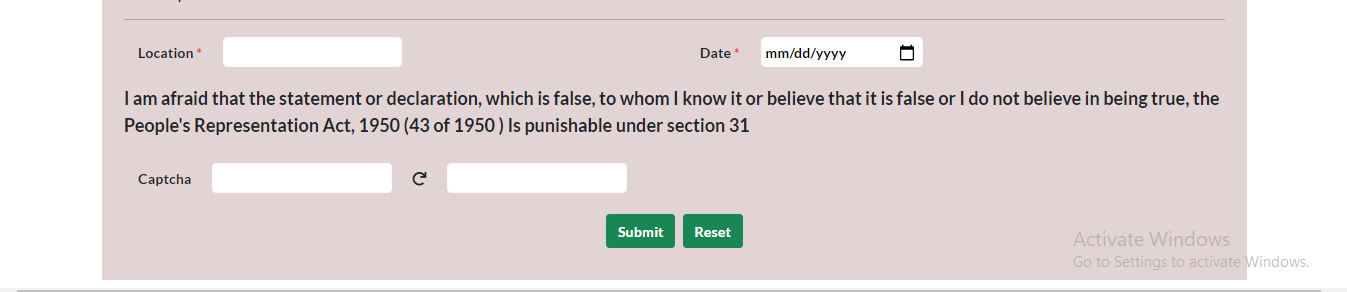 Location * Date * mm/dd/yyyy
I am afraid that the statement or declaration, which is false, to whom I know it or believe that it is false or I do not believe in being true, the
People's Representation Act, 1950 (43 of 1950 ) Is punishable under section 31
Captcha
Submit Reset
Activate Windows
Go to Settings to activate Windows.